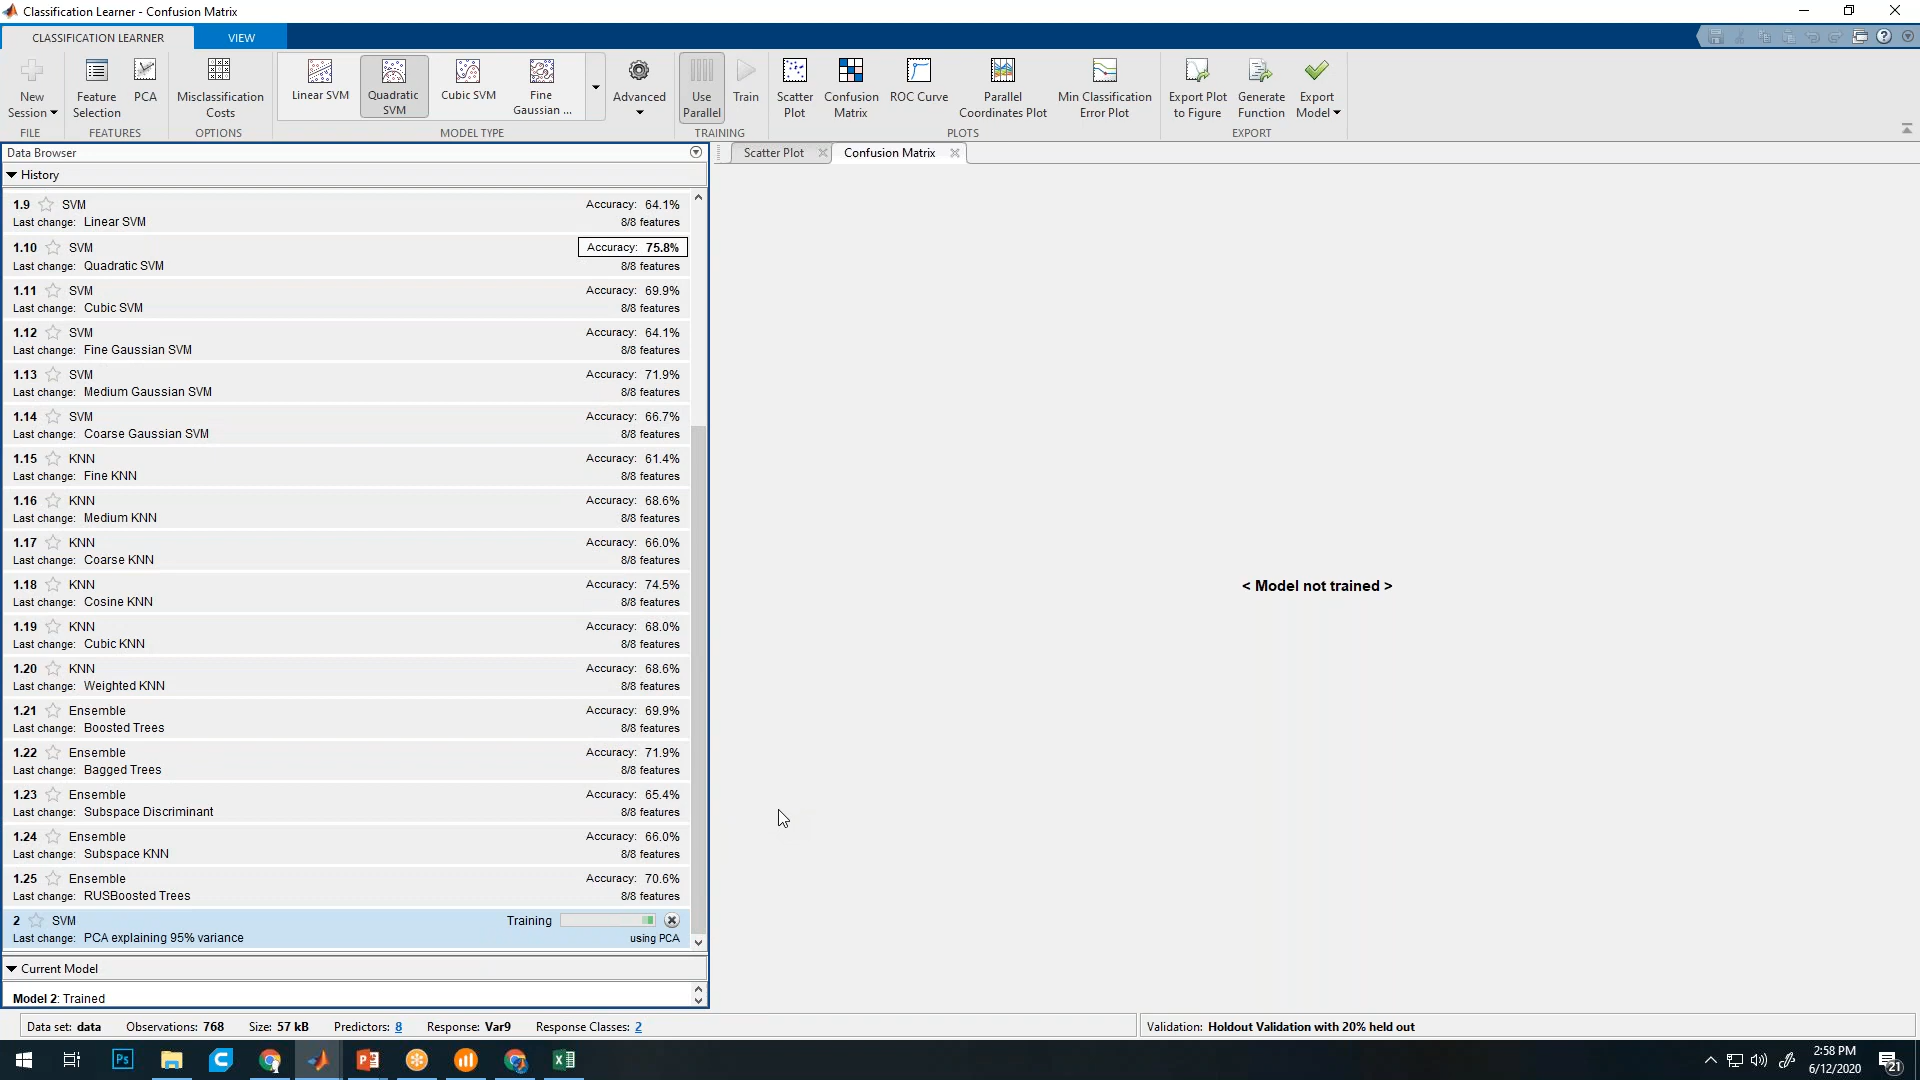 Classification Learner - Confusion Matrix
CLASSIFICATION LEARNER
VIEW
New Session
Feature Selection
PCA
Misclassification Costs
Linear SVM
Quadratic SVM
Cubic SVM
Fine Gaussian ...
Advanced
Use Parallel
Train
Scatter Plot
Confusion Matrix
ROC Curve
Parallel Coordinates Plot
Min Classification Error Plot
Export Plot to Figure
Generate Function
Export Model
FILE
FEATURES
OPTIONS
MODEL TYPE
TRAINING
PLOTS
EXPORT
Data Browser
Scatter Plot
Confusion Matrix
History
1.9 SVM Accuracy: 64.1%
Last change: Linear SVM 8/8 features
1.10 SVM Accuracy: 75.8%
Last change: Quadratic SVM 8/8 features
1.11 SVM Accuracy: 69.9%
Last change: Cubic SVM 8/8 features
1.12 SVM Accuracy: 64.1%
Last change: Fine Gaussian SVM 8/8 features
1.13 SVM Accuracy: 71.9%
Last change: Medium Gaussian SVM 8/8 features
1.14 SVM Accuracy: 66.7%
Last change: Coarse Gaussian SVM 8/8 features
1.15 KNN Accuracy: 61.4%
Last change: Fine KNN 8/8 features
1.16 KNN Accuracy: 68.6%
Last change: Medium KNN 8/8 features
1.17 KNN Accuracy: 66.0%
Last change: Coarse KNN 8/8 features
1.18 KNN Accuracy: 74.5%
Last change: Cosine KNN 8/8 features
1.19 KNN Accuracy: 68.0%
Last change: Cubic KNN 8/8 features
1.20 KNN Accuracy: 68.6%
Last change: Weighted KNN 8/8 features
1.21 Ensemble Accuracy: 69.9%
Last change: Boosted Trees 8/8 features
1.22 Ensemble Accuracy: 71.9%
Last change: Bagged Trees 8/8 features
1.23 Ensemble Accuracy: 65.4%
Last change: Subspace Discriminant 8/8 features
1.24 Ensemble Accuracy: 66.0%
Last change: Subspace KNN 8/8 features
1.25 Ensemble Accuracy: 70.6%
Last change: RUSBoosted Trees 8/8 features
2 SVM Training
Last change: PCA explaining 95% variance using PCA
< Model not trained >
Current Model
Model 2: Trained
Data set: data Observations: 768 Size: 57 kB Predictors: 8 Response: Var9 Response Classes: 2
Validation: Holdout Validation with 20% held out
Ps
2:58 PM
6/12/2020
21